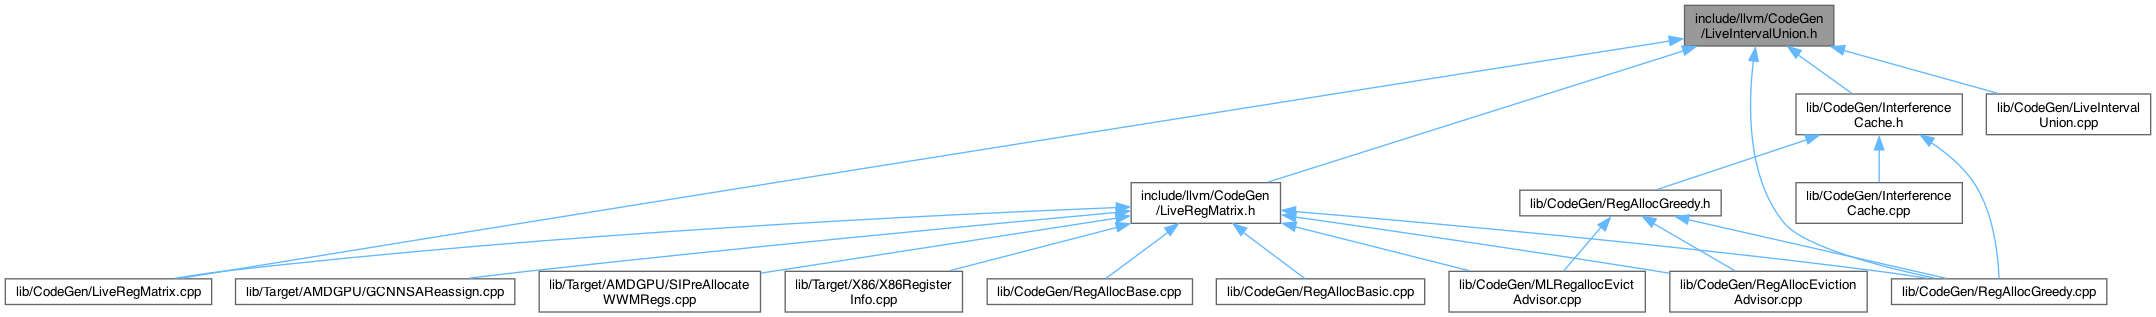 include/llvm/CodeGen
/LiveIntervalUnion.h
lib/CodeGen/Interference
Cache.h
lib/CodeGen/LiveInterval
Union.cpp
include/llvm/CodeGen
/LiveRegMatrix.h
lib/CodeGen/RegAllocGreedy.h
lib/CodeGen/Interference
Cache.cpp
lib/CodeGen/LiveRegMatrix.cpp
lib/Target/AMDGPU/GCNNSAReassign.cpp
lib/Target/AMDGPU/SIPreAllocate
WWMRegs.cpp
lib/Target/X86/X86Register
Info.cpp
lib/CodeGen/RegAllocBase.cpp
lib/CodeGen/RegAllocBasic.cpp
lib/CodeGen/MLRegallocEvict
Advisor.cpp
lib/CodeGen/RegAllocEviction
Advisor.cpp
lib/CodeGen/RegAllocGreedy.cpp